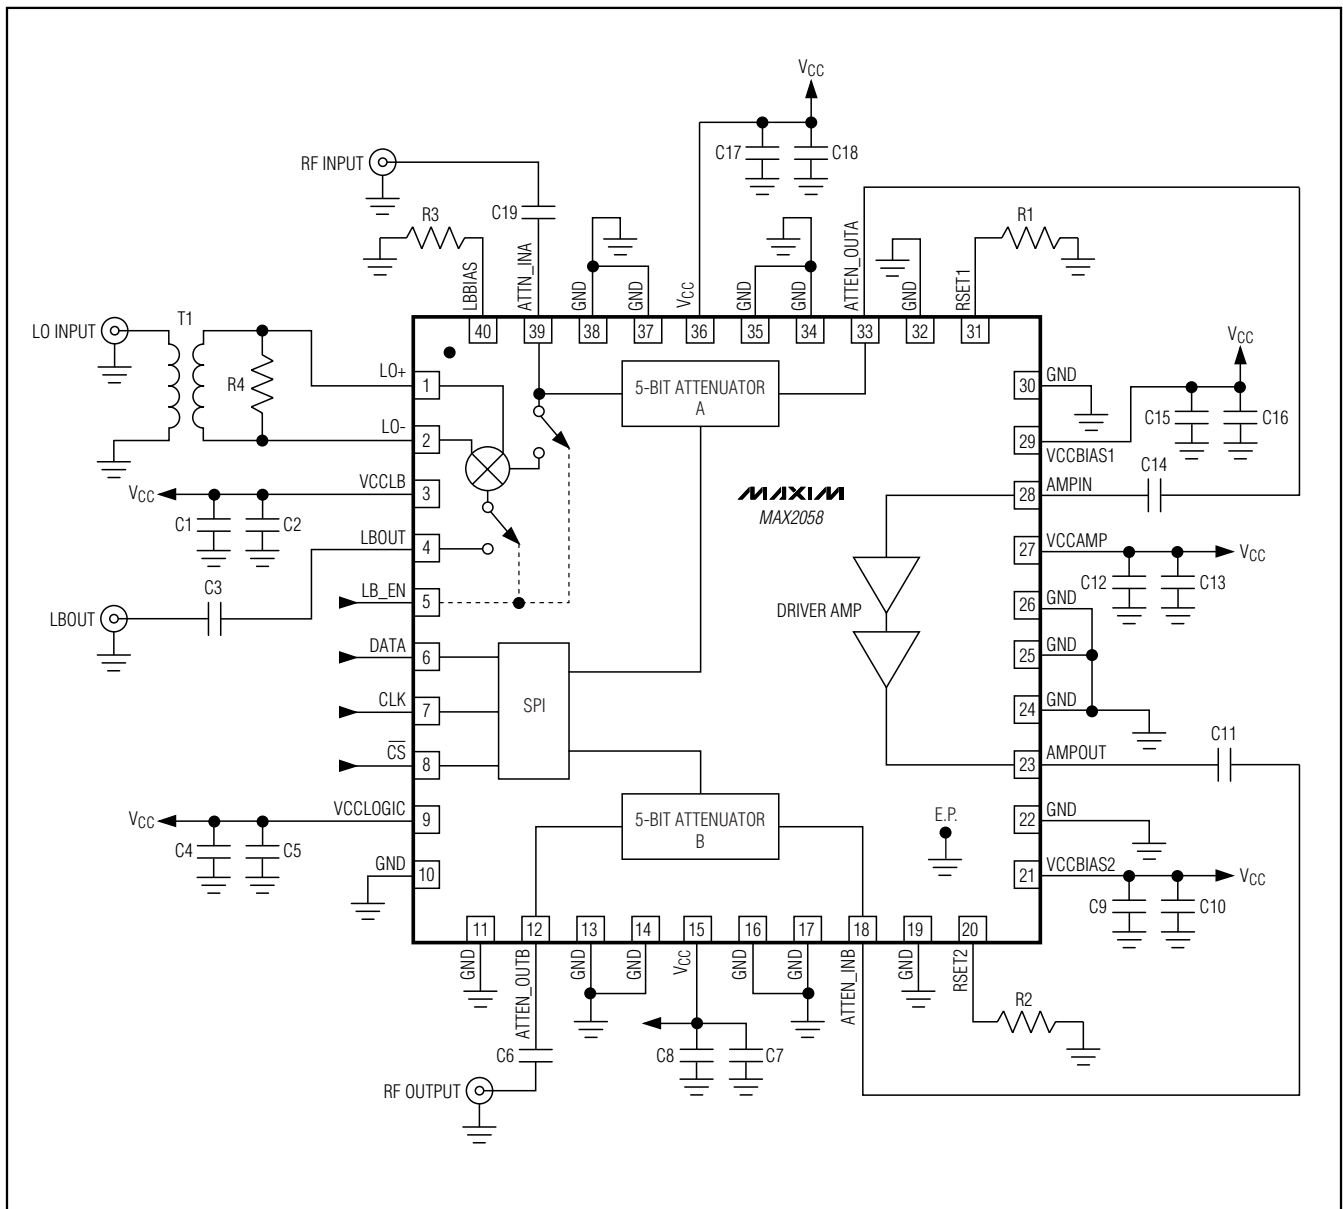 VCC
C17
C18
RF INPUT
C19
R3
R1
LBBIAS
ATTN_INA
GND
GND
VCC
GND
GND
ATTEN_OUTA
GND
RSET1
40
39
38
37
36
35
34
33
32
31
LO INPUT
T1
R4
LO+
1
LO-
2
VCCLB
3
VCC
C1
C2
LBOUT
4
C3
LBOUT
LB_EN
5
DATA
6
CLK
7
CS
8
VCCLOGIC
9
VCC
C4
C5
GND
10
5-BIT ATTENUATOR
A
MAXIM
MAX2058
DRIVER AMP
SPI
5-BIT ATTENUATOR
B
E.P.
30
GND
VCC
C15
C16
29
VCCBIAS1
C14
28
AMPIN
27
VCCAMP
VCC
C12
C13
26
GND
25
GND
24
GND
C11
23
AMPOUT
22
GND
21
VCCBIAS2
VCC
C9
C10
11
12
13
14
15
16
17
18
19
20
GND
ATTEN_OUTB
GND
GND
VCC
GND
GND
ATTEN_INB
GND
RSET2
R2
C6
C8
C7
RF OUTPUT